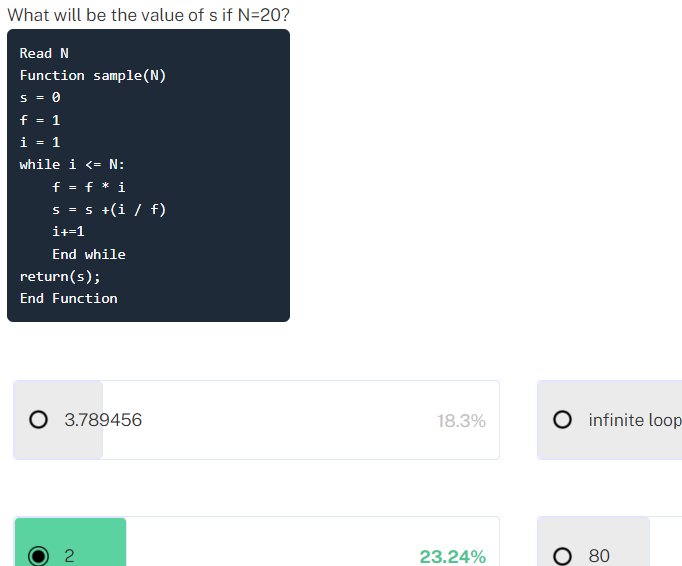 What will be the value of s if N=20?
Read N
Function sample(N)
s = 0
f = 1
i = 1
while i <= N:
f = f * i
s = s +(i / f)
i+=1
End while
return(s);
End Function
3.789456
18.3%
infinite loop
2
23.24%
80